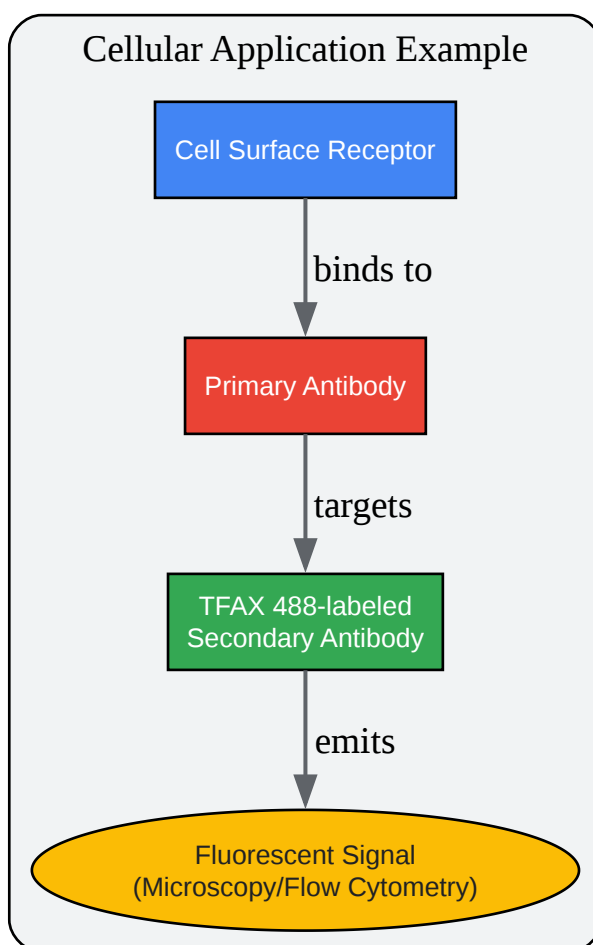 Cellular Application Example
Cell Surface Receptor
binds to
Primary Antibody
targets
TFAX 488-labeled
Secondary Antibody
emits
Fluorescent Signal
(Microscopy/Flow Cytometry)